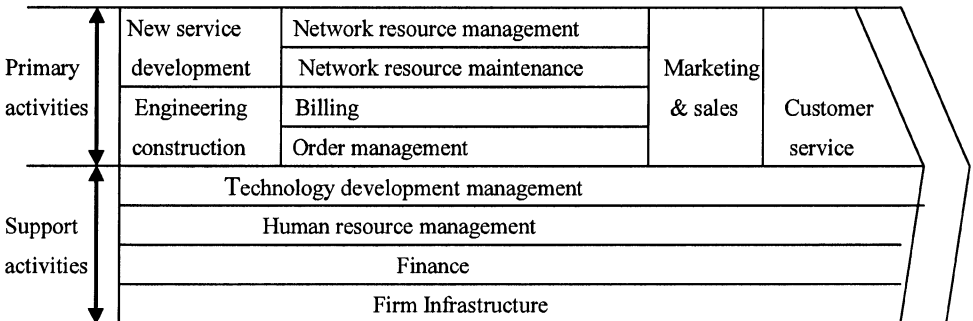 Primary
activities
New service
development
Engineering
construction
Network resource management
Network resource maintenance
Billing
Order management
Marketing
& sales
Customer
service
Support
activities
Technology development management
Human resource management
Finance
Firm Infrastructure